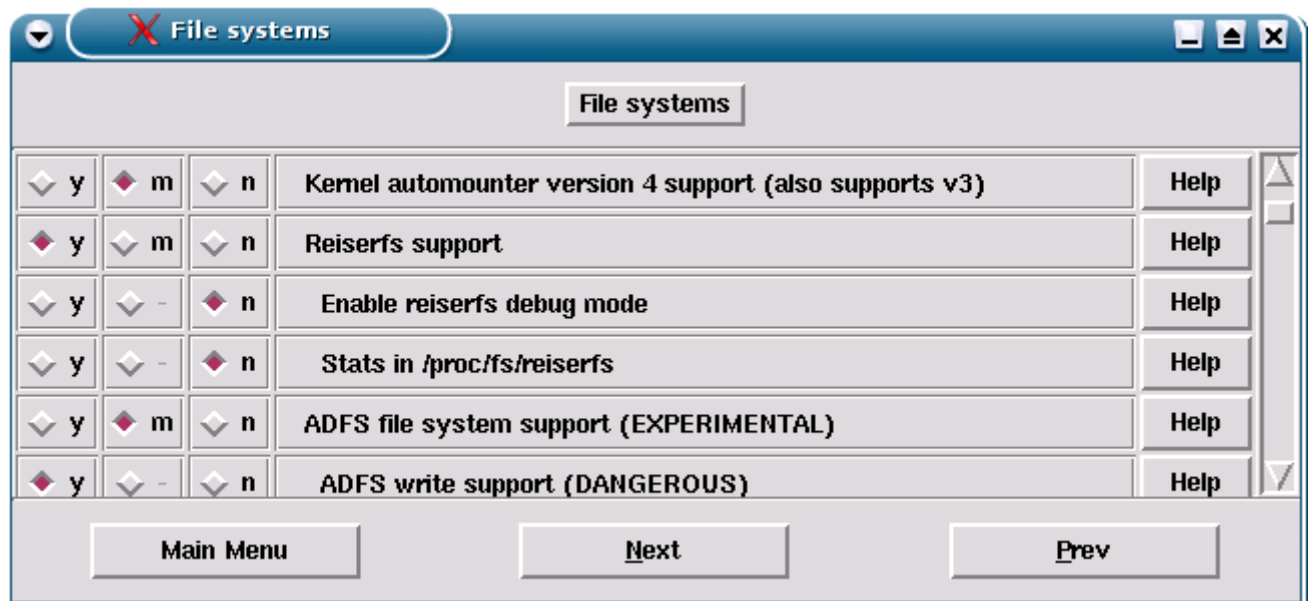 File systems
File systems
y m n Kernel automounter version 4 support (also supports v3) Help
y m n Reiserfs support Help
y - n Enable reiserfs debug mode Help
y - n Stats in /proc/fs/reiserfs Help
y m n ADFS file system support (EXPERIMENTAL) Help
y - n ADFS write support (DANGEROUS) Help
Main Menu Next Prev